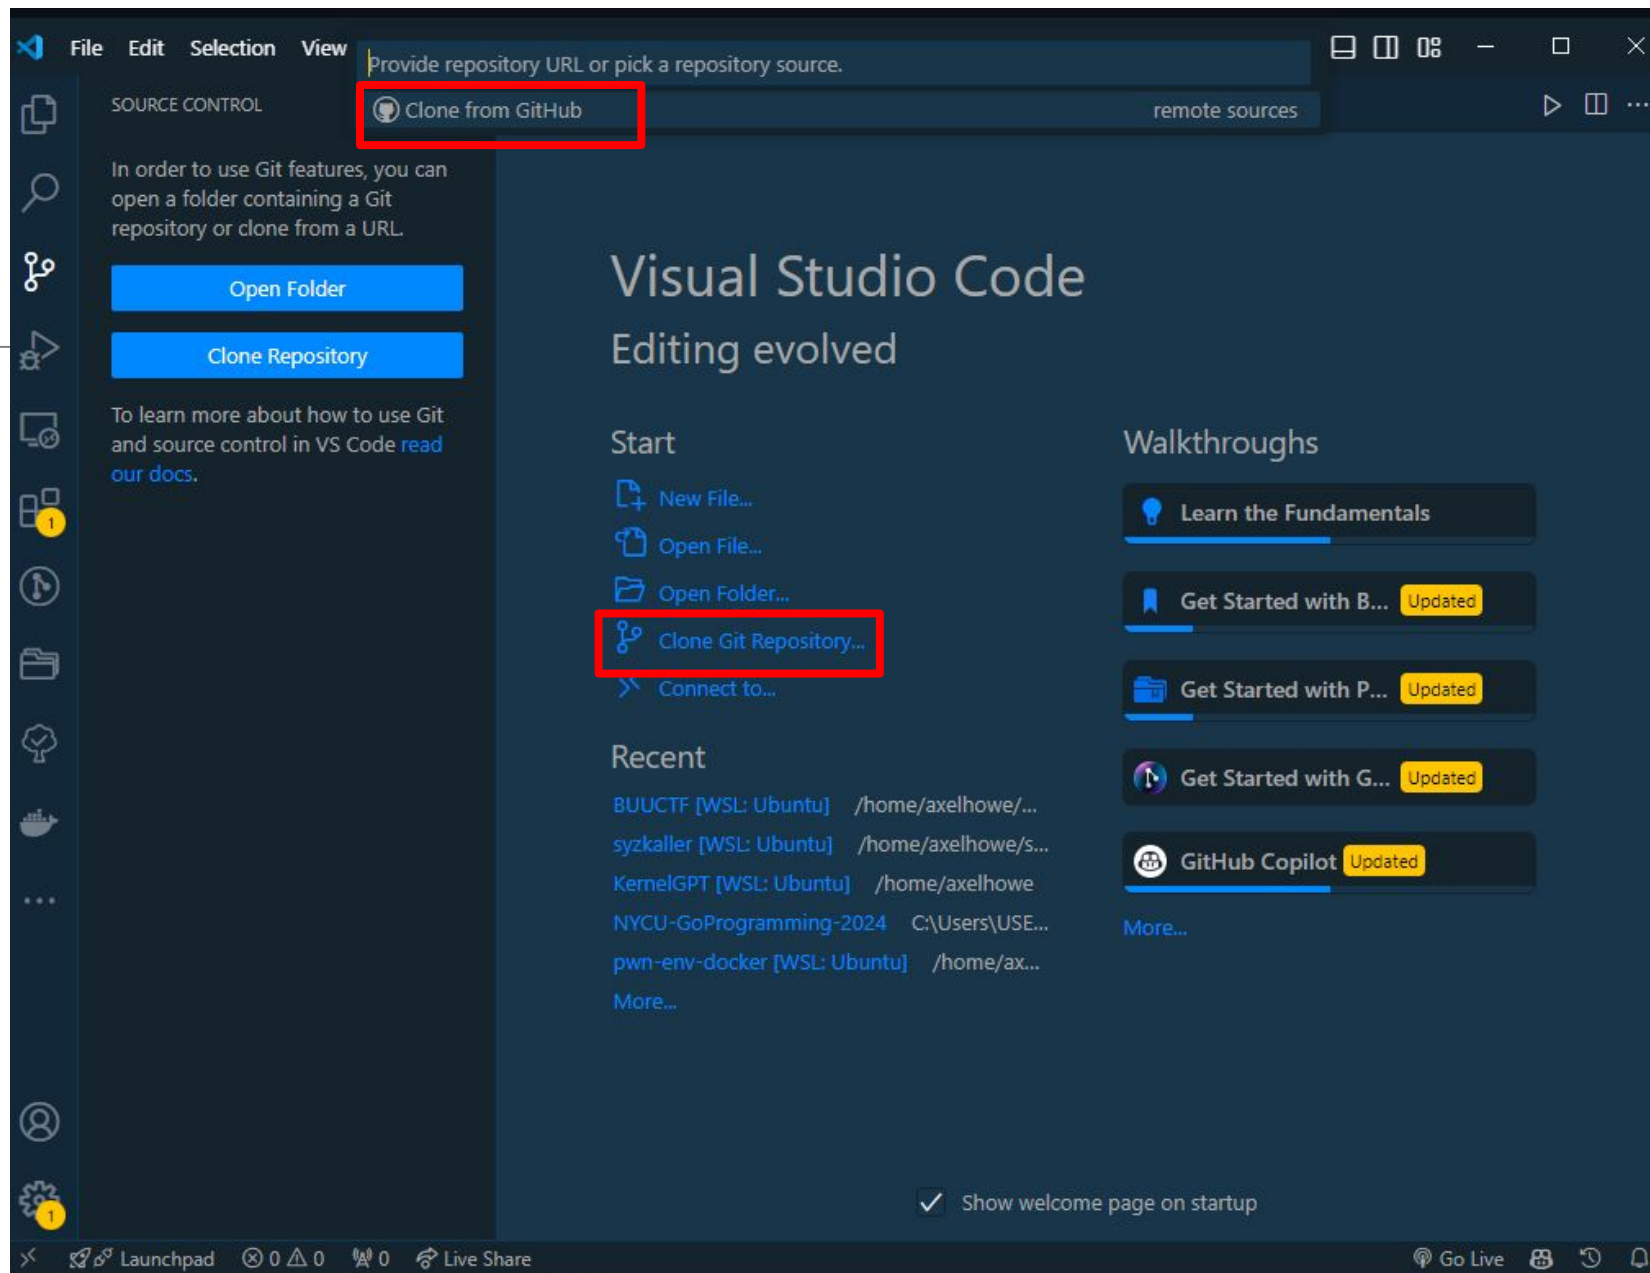 File Edit Selection View
Provide repository URL or pick a repository source.
Clone from GitHub
remote sources
SOURCE CONTROL
In order to use Git features, you can
open a folder containing a Git
repository or clone from a URL.
Open Folder
Clone Repository
To learn more about how to use Git
and source control in VS Code read
our docs.
1
1
Visual Studio Code
Editing evolved
Start
New File...
Open File...
Open Folder...
Clone Git Repository...
Connect to...
Recent
BUUCTF [WSL: Ubuntu] /home/axelhowe/...
syzkaller [WSL: Ubuntu] /home/axelhowe/s...
KernelGPT [WSL: Ubuntu] /home/axelhowe
NYCU-GoProgramming-2024 C:\Users\USE...
pwn-env-docker [WSL: Ubuntu] /home/ax...
More...
Walkthroughs
Learn the Fundamentals
Get Started with B... Updated
Get Started with P... Updated
Get Started with G... Updated
GitHub Copilot Updated
More...
Show welcome page on startup
Launchpad 0 0 0 Live Share
Go Live